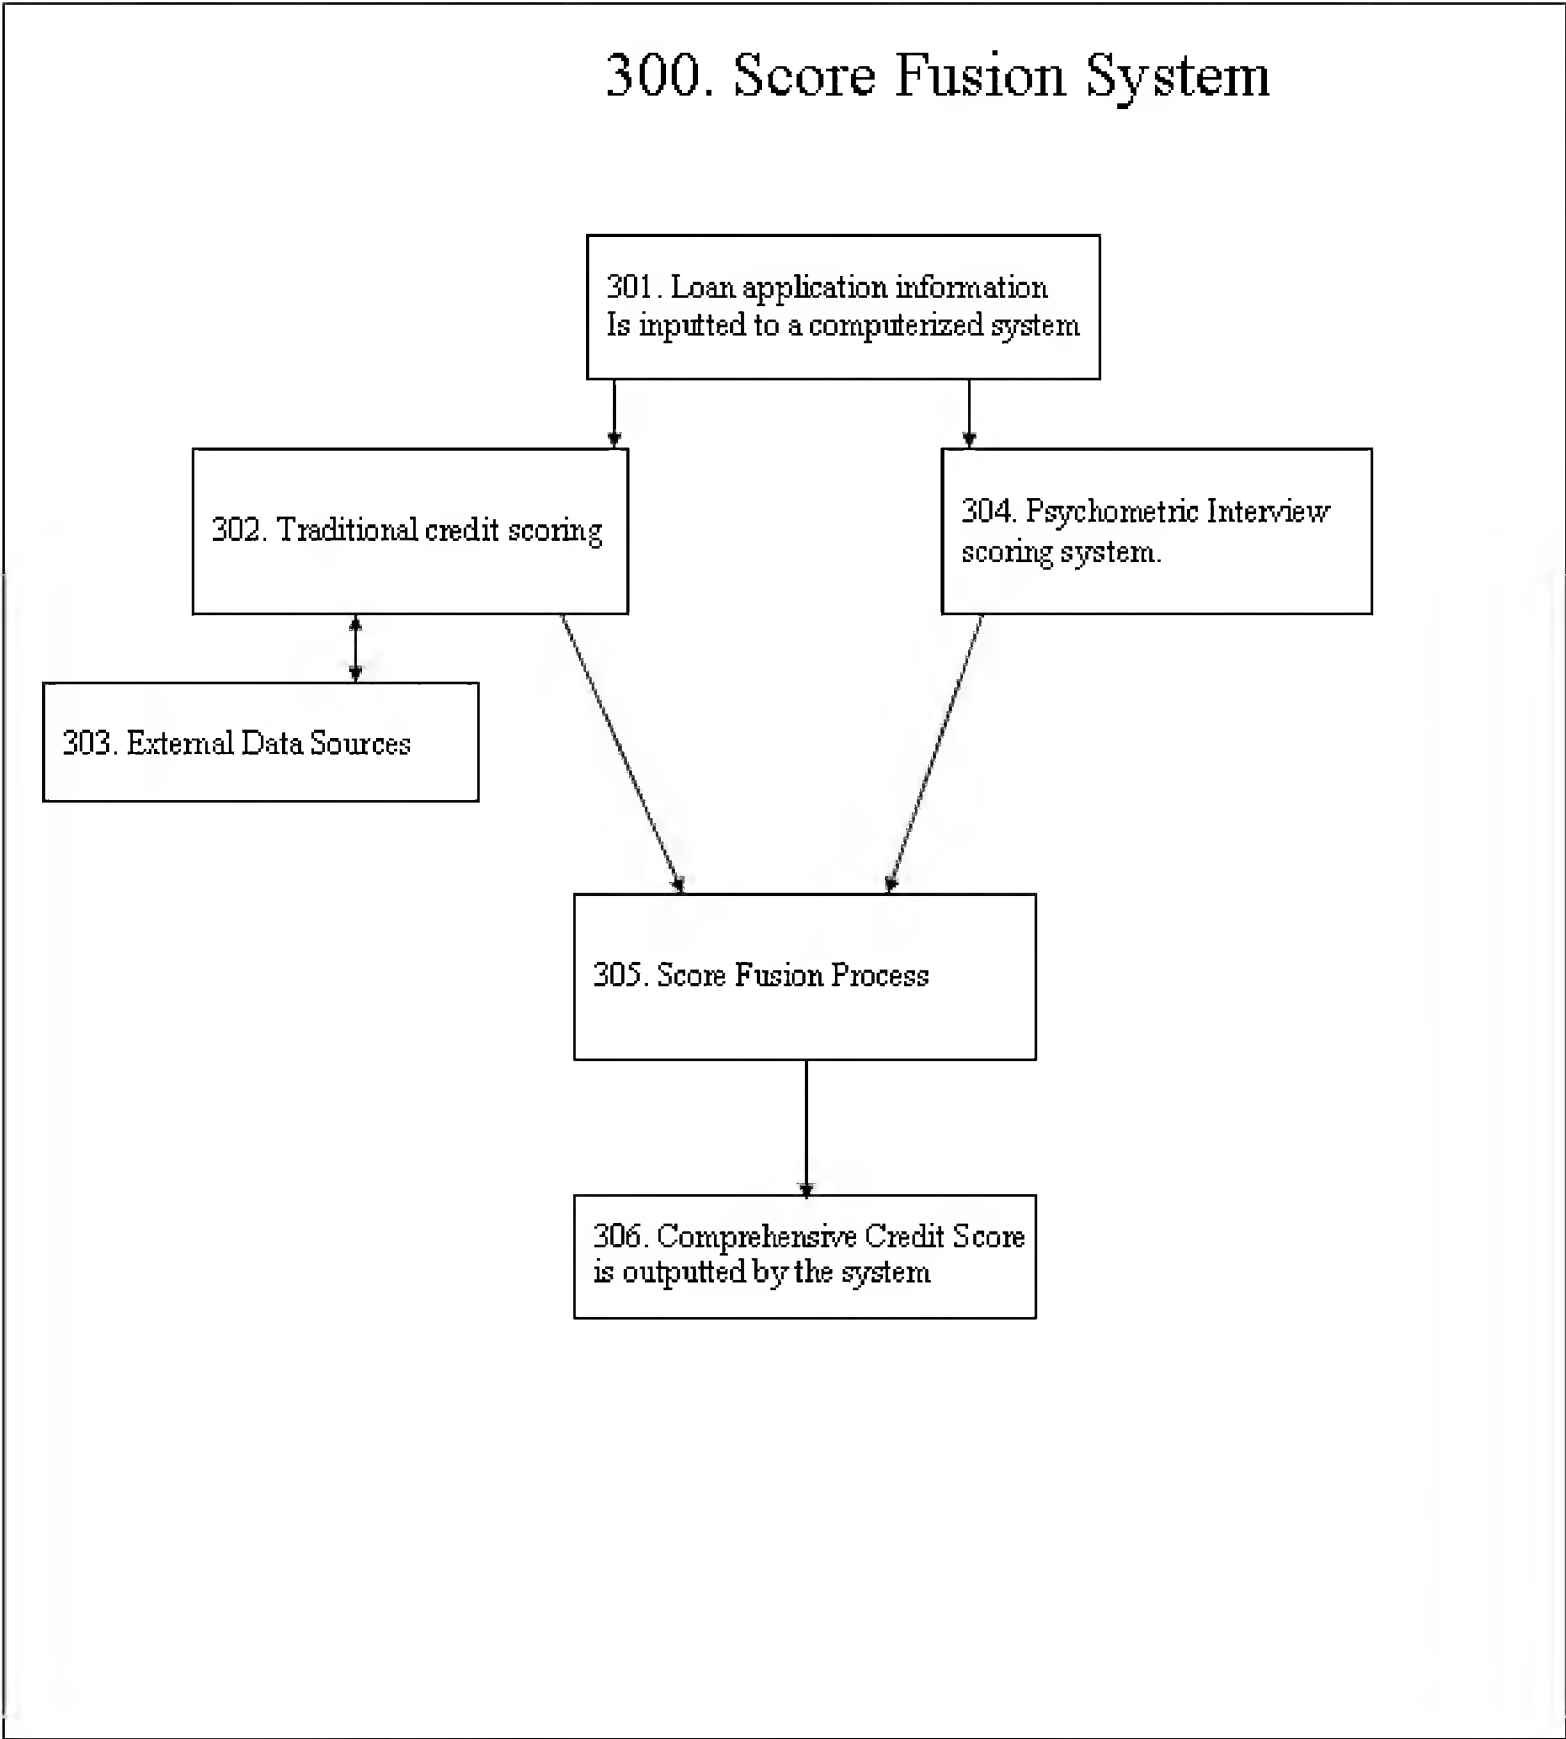 300. Score Fusion System
301. Loan application information
Is inputted to a computerized system
302. Traditional credit scoring
304. Psychometric Interview
scoring system.
303. External Data Sources
305. Score Fusion Process
306. Comprehensive Credit Score
is outputted by the system